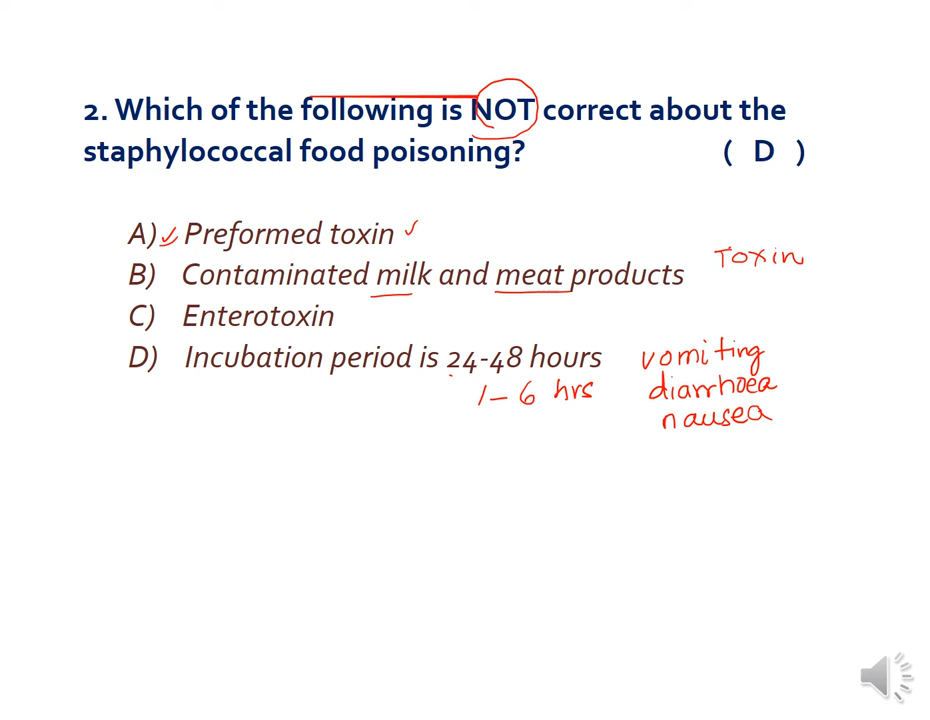 2. Which of the following is NOT correct about the
staphylococcal food poisoning? ( D )
A) Preformed toxin
B) Contaminated milk and meat products
Toxin
C) Enterotoxin
D) Incubation period is 24-48 hours
1-6 hrs
vomiting
diarrhoea
nausea